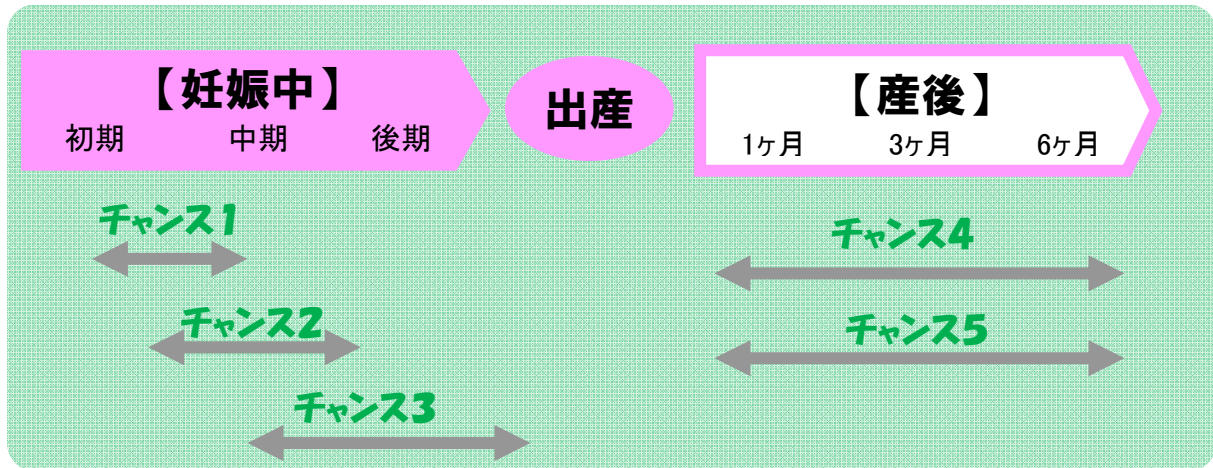 【妊娠中】
初期 中期 後期
出産
【産後】
1ヶ月 3ヶ月 6ヶ月
チャンス1
チャンス2
チャンス3
チャンス4
チャンス5